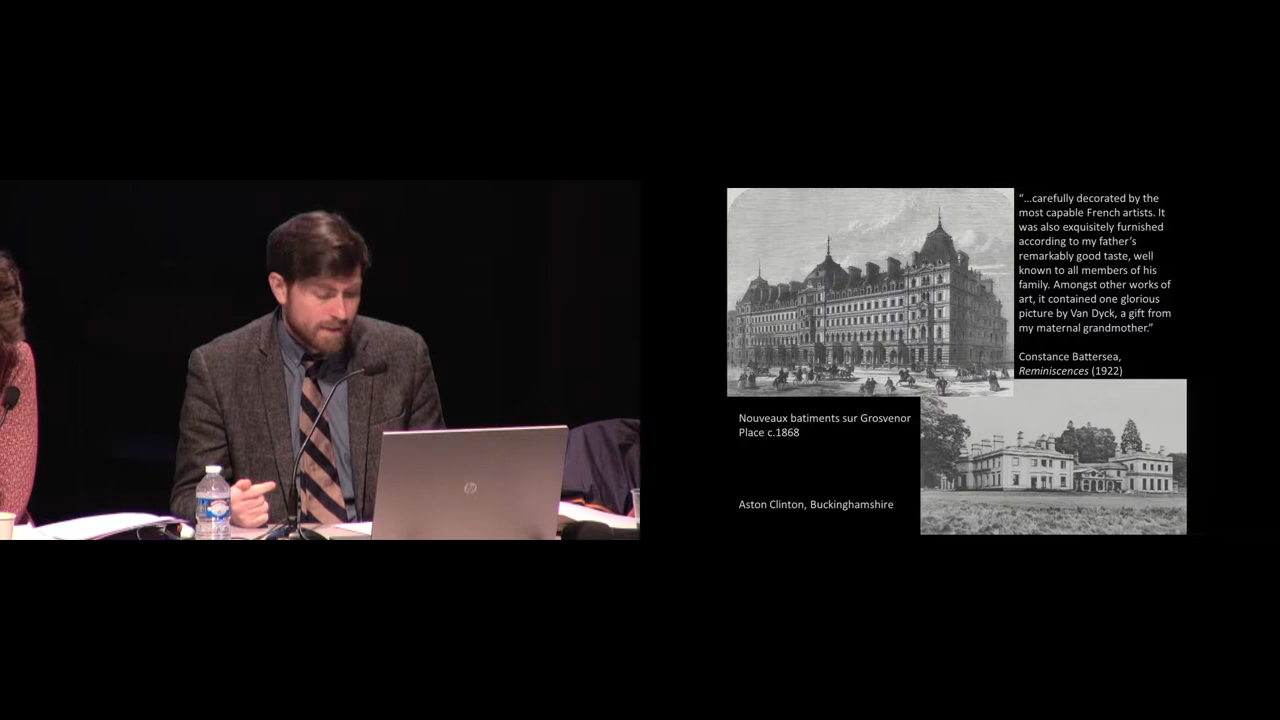 “...carefully decorated by the
most capable French artists. It
was also exquisitely furnished
according to my father’s
remarkably good taste, well
known to all members of his
family. Amongst other works of
art, it contained one glorious
picture by Van Dyck, a gift from
my maternal grandmother.”
Constance Battersea,
Reminiscences (1922)
Nouveaux batiments sur Grosvenor
Place c.1868
Aston Clinton, Buckinghamshire
hp